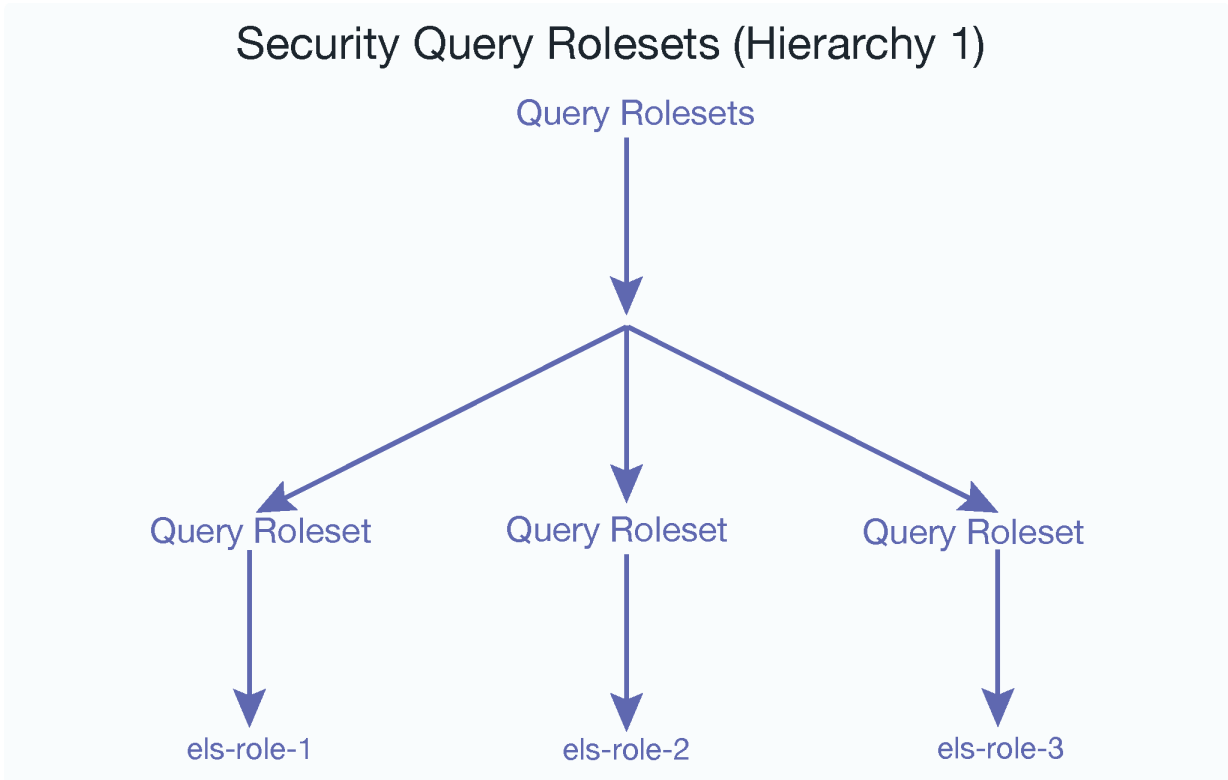 Security Query Rolesets (Hierarchy 1)
Query Rolesets
Query Roleset
Query Roleset
Query Roleset
els-role-1
els-role-2
els-role-3